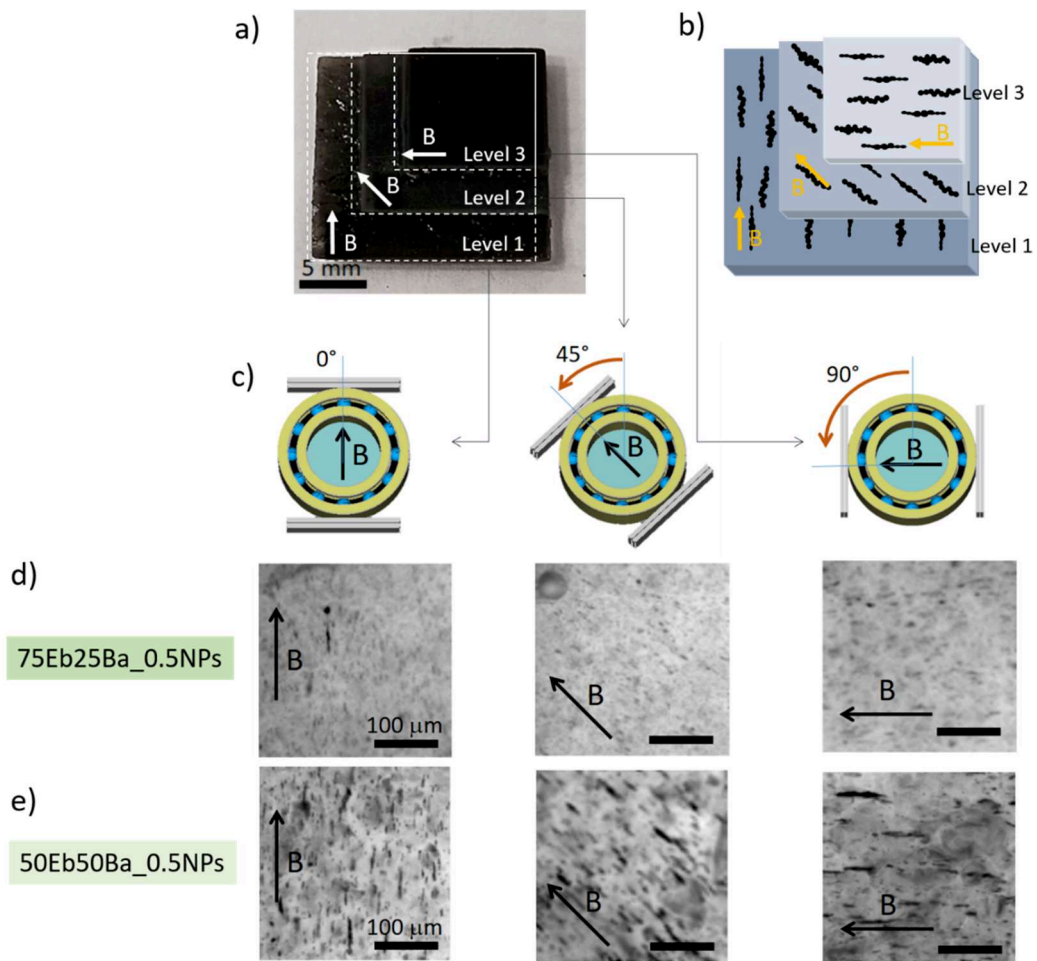 a)
B
Level 3
B
Level 2
B
Level 1
5 mm
b)
Level 3
B
B
Level 2
B
Level 1
c)
0°
B
45°
B
90°
B
d)
75Eb25Ba_0.5NPs
B
100 μm
B
B
e)
50Eb50Ba_0.5NPs
B
100 μm
B
B